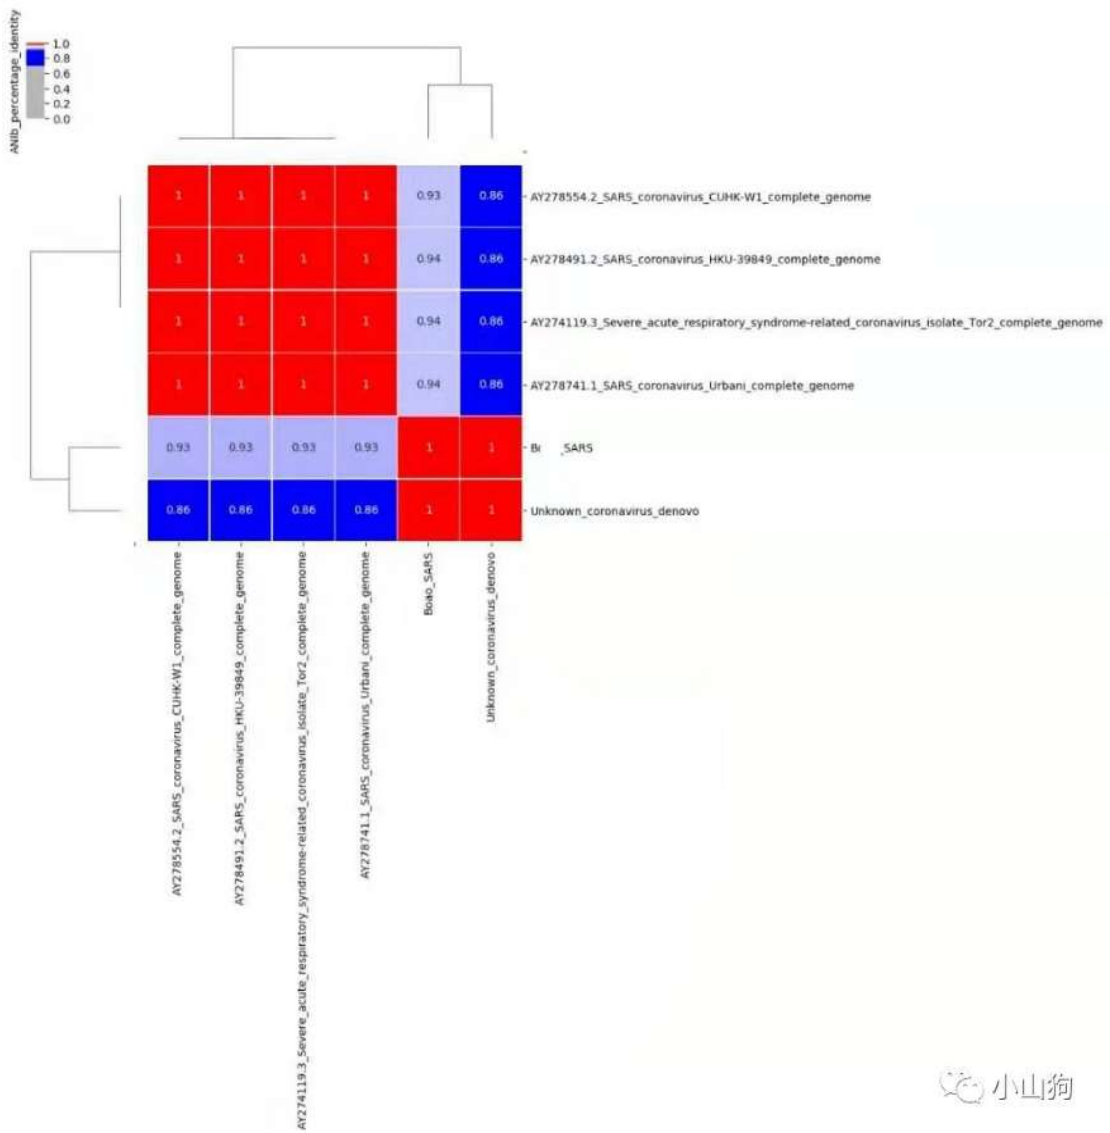 ANIb_percentage_identity
1.0
0.8
0.6
0.4
0.2
0.0
1 1 1 1 0.93 0.86 AY278554.2_SARS_coronavirus_CUHK-W1_complete_genome
1 1 1 1 0.94 0.86 AY278491.2_SARS_coronavirus_HKU-39849_complete_genome
1 1 1 1 0.94 0.86 AY274119.3_Severe_acute_respiratory_syndrome-related_coronavirus_isolate_Tor2_complete_genome
1 1 1 1 0.94 0.86 AY278741.1_SARS_coronavirus_Urbani_complete_genome
0.93 0.93 0.93 0.93 1 1 _SARS
0.86 0.86 0.86 0.86 1 1 Unknown_coronavirus_denovo
AY278554.2_SARS_coronavirus_CUHK-W1_complete_genome
AY278491.2_SARS_coronavirus_HKU-39849_complete_genome
AY274119.3_Severe_acute_respiratory_syndrome-related_coronavirus_isolate_Tor2_complete_genome
AY278741.1_SARS_coronavirus_Urbani_complete_genome
Boao_SARS
Unknown_coronavirus_denovo
小山狗